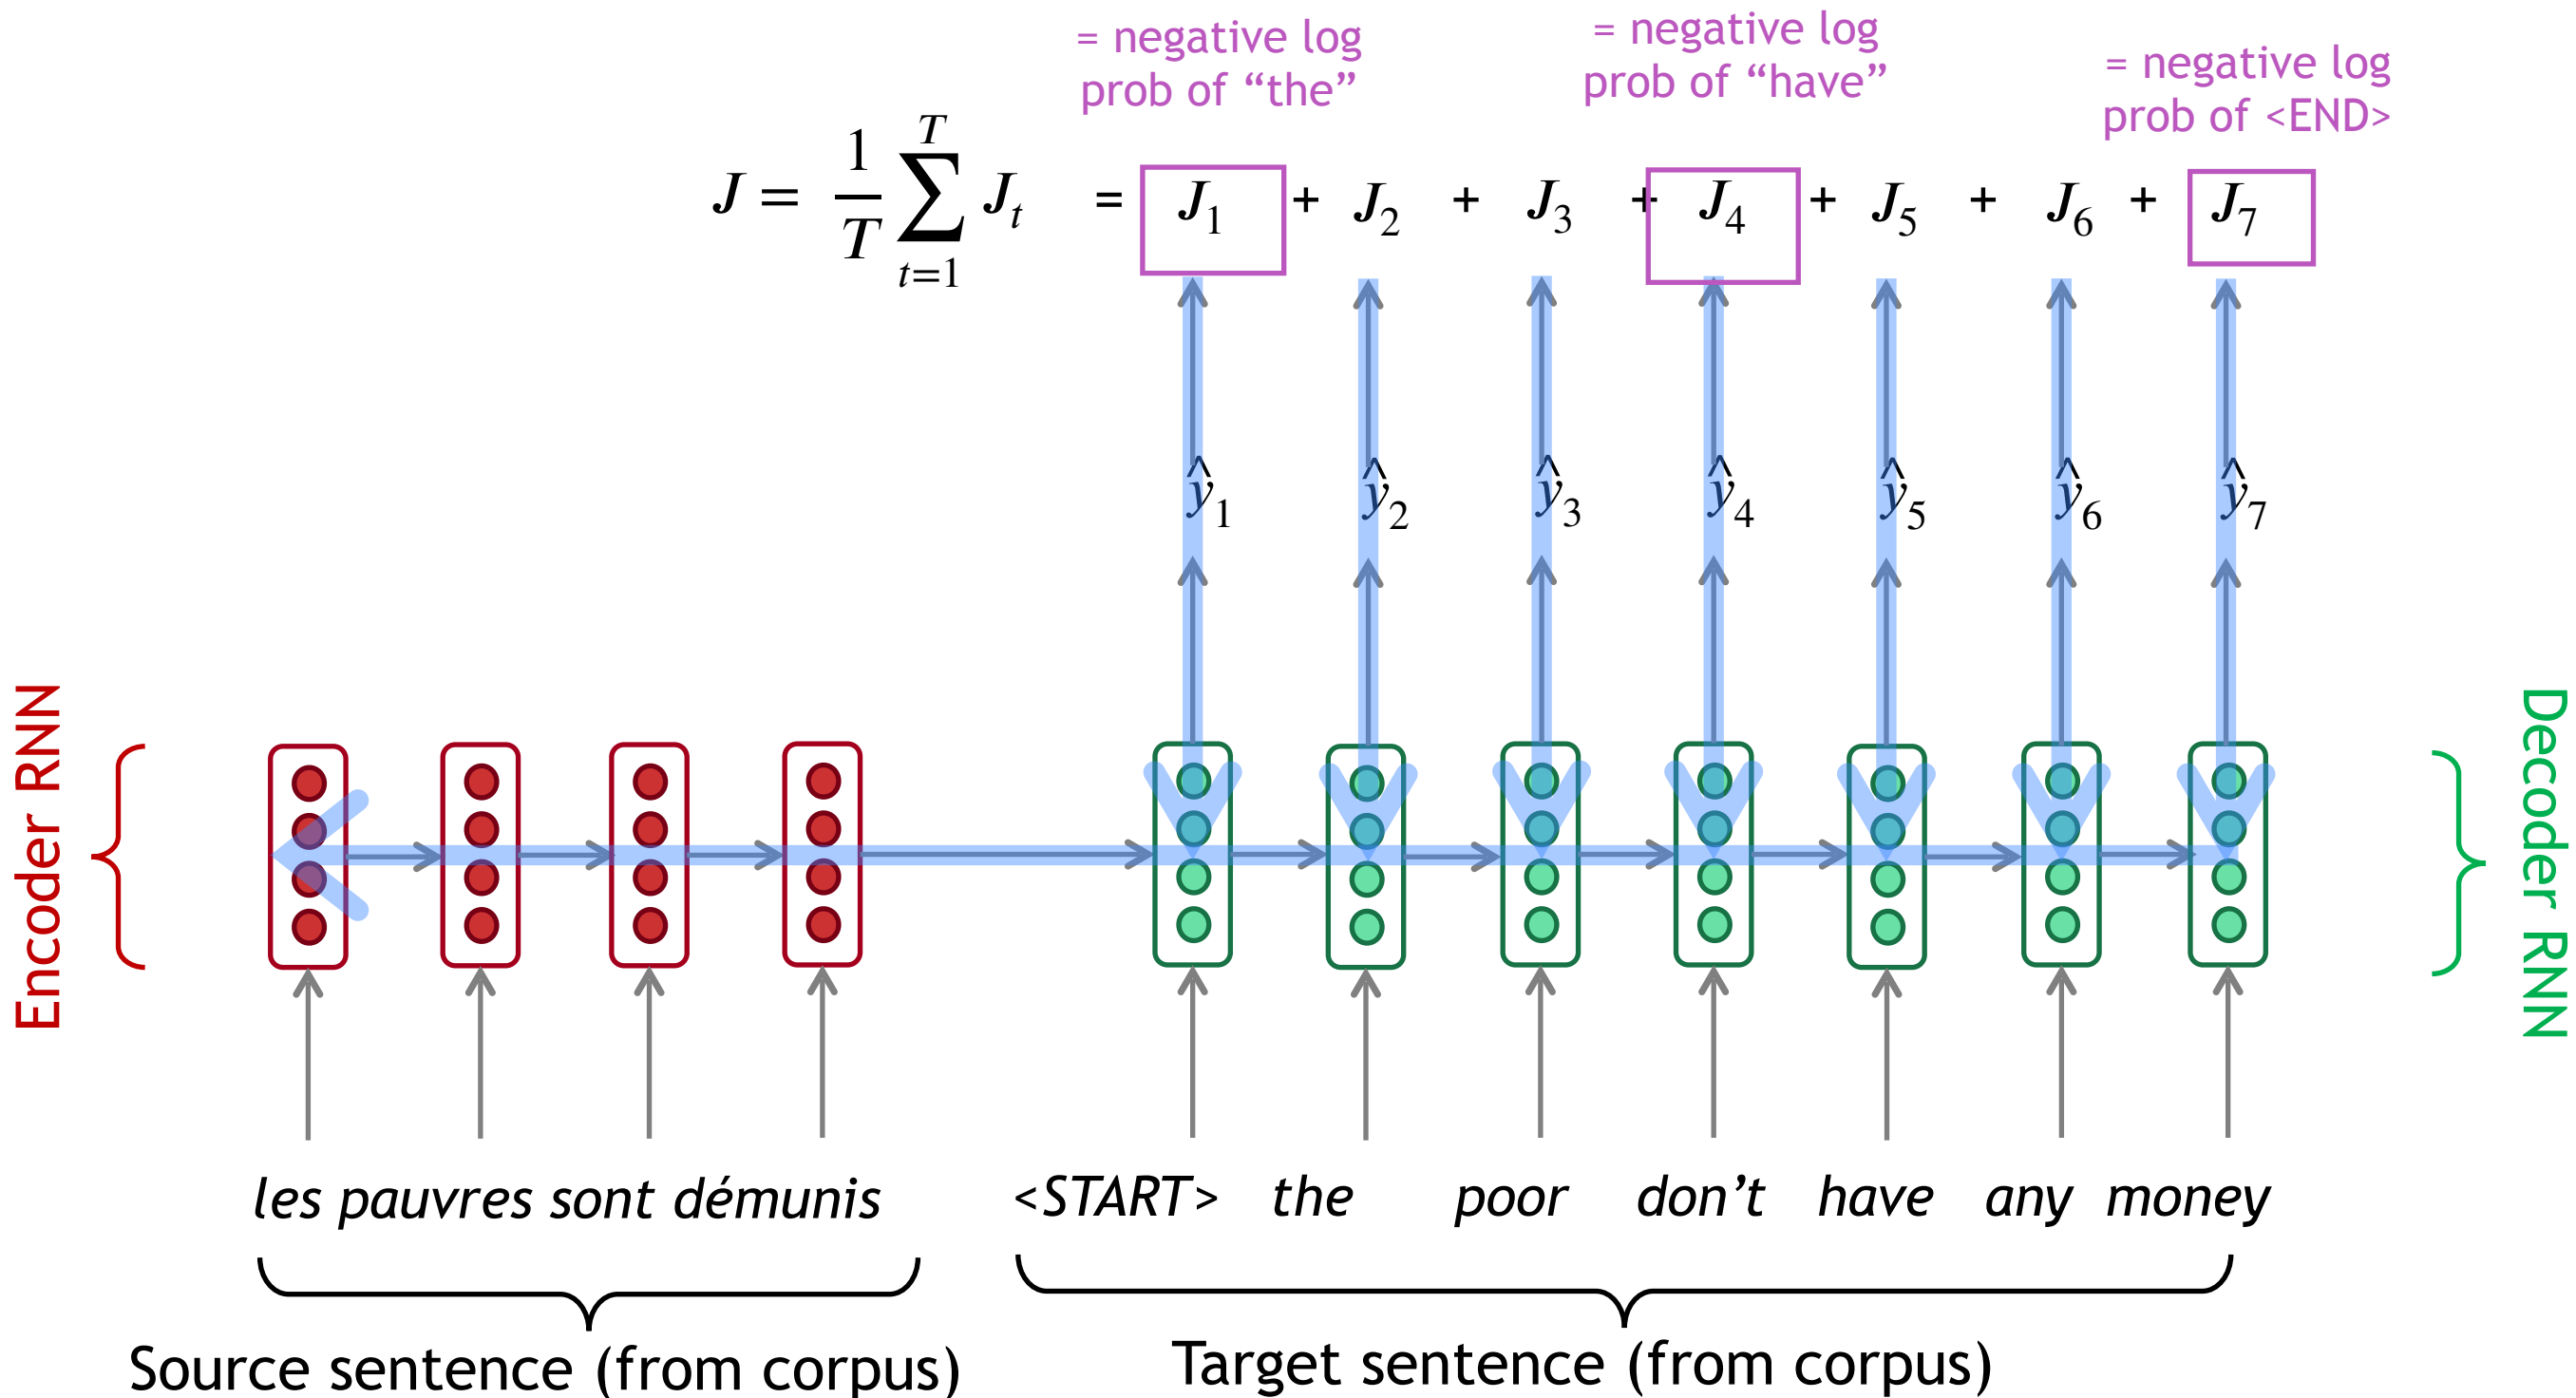 = negative log
prob of “the”
= negative log
prob of “have”
= negative log
prob of <END>
J = 1/T ∑_{t=1}^{T} J_t = J_1 + J_2 + J_3 + J_4 + J_5 + J_6 + J_7
ŷ_1 ŷ_2 ŷ_3 ŷ_4 ŷ_5 ŷ_6 ŷ_7
Encoder RNN
Decoder RNN
les pauvres sont démunis
<START> the poor don’t have any money
Source sentence (from corpus)
Target sentence (from corpus)